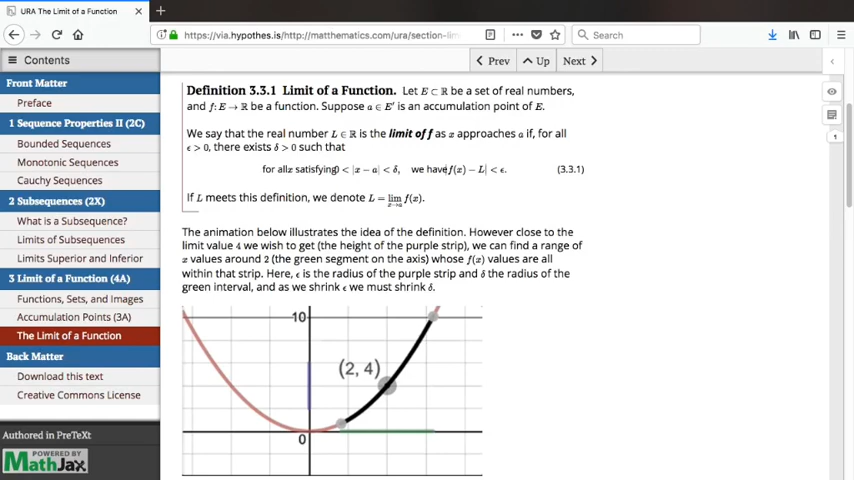 URA The Limit of a Function
https://via.hypothes.is/http://matthematics.com/ura/section-lim
Search
Contents
Prev
Up
Next
Front Matter
Preface
1 Sequence Properties II (2C)
Bounded Sequences
Monotonic Sequences
Cauchy Sequences
2 Subsequences (2X)
What is a Subsequence?
Limits of Subsequences
Limits Superior and Inferior
3 Limit of a Function (4A)
Functions, Sets, and Images
Accumulation Points (3A)
The Limit of a Function
Back Matter
Download this text
Creative Commons License
Authored in PreTeXt
POWERED BY
MathJax
Definition 3.3.1 Limit of a Function. Let E ⊂ ℝ be a set of real numbers,
and f: E → ℝ be a function. Suppose a ∈ E′ is an accumulation point of E.
We say that the real number L ∈ ℝ is the limit of f as x approaches a if, for all
ϵ > 0, there exists δ > 0 such that
for all x satisfying 0 < |x − a| < δ, we have |f(x) − L| < ϵ. (3.3.1)
If L meets this definition, we denote L = lim x→a f(x).
The animation below illustrates the idea of the definition. However close to the
limit value 4 we wish to get (the height of the purple strip), we can find a range of
x values around 2 (the green segment on the axis) whose f(x) values are all
within that strip. Here, ϵ is the radius of the purple strip and δ the radius of the
green interval, and as we shrink ϵ we must shrink δ.
10
(2, 4)
0
1